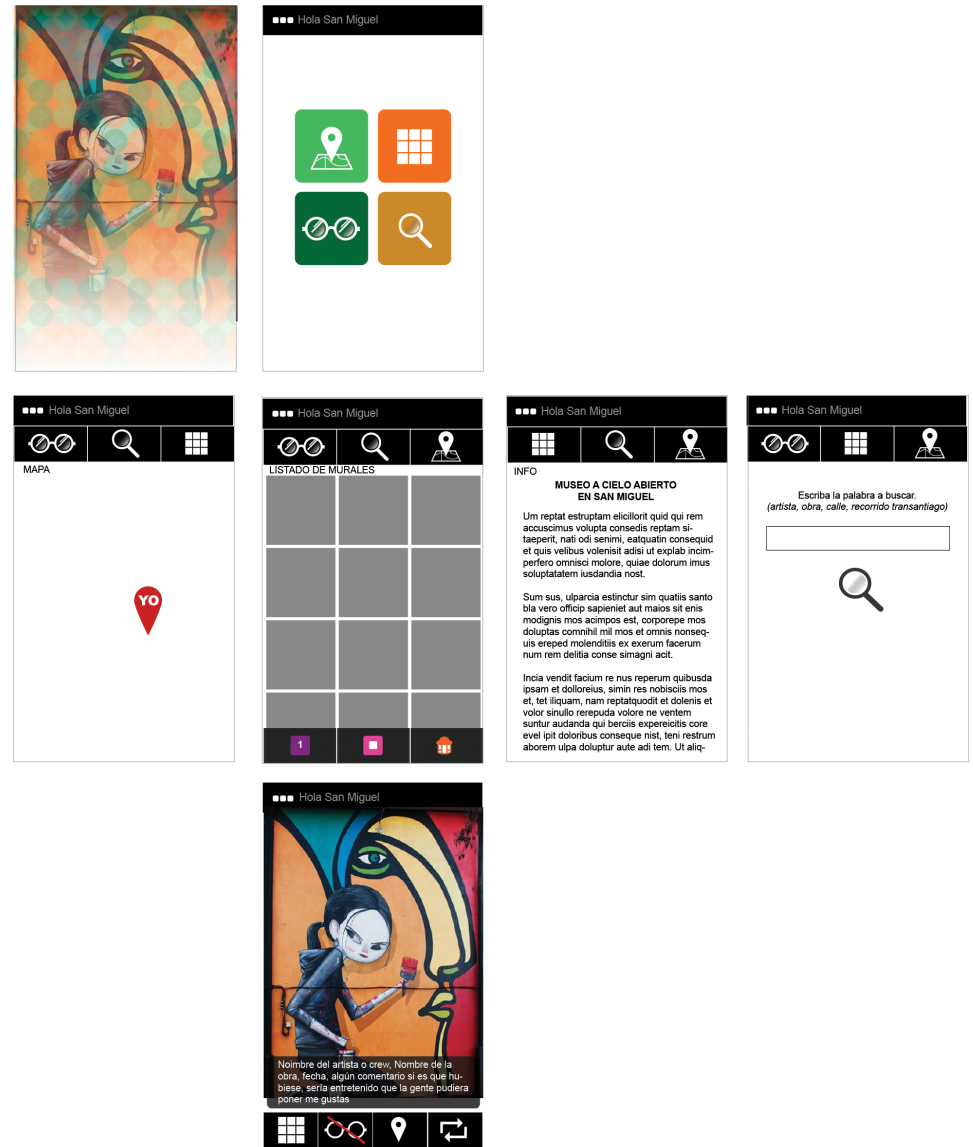 Hola San Miguel
Hola San Miguel
MAPA
YO
Hola San Miguel
LISTADO DE MURALES
1
Hola San Miguel
INFO
MUSEO A CIELO ABIERTO
EN SAN MIGUEL
Um reptat estruptam elicillorit quid qui rem
accuscimus volupta consedis reptam si-
taeperit, nati odi senimi, eatquatin consequid
et quis velibus volenisit adisi ut explab incim-
perfero omnisci molore, quiae dolorum imus
soluptatatem iusdandia nost.
Sum sus, ulparcia estinctur sim quatiis santo
bla vero officip sapieniet aut maios sit enis
modignis mos acimpos est, corporepe mos
doluptas comnihil mil mos et omnis nonseq-
uis ereped molenditiis ex exerum facerum
num rem delitia conse simagni acit.
Incia vendit facium re nus reperum quibusda
ipsam et dolloreius, simin res nobisciis mos
et, tet iliquam, nam reptatquodit et dolenis et
volor sinullo rerepuda volore ne ventem
suntur audanda qui berciis expereicitis core
evel ipit doloribus conseque nist, teni restrum
aborem ulpa doluptur aute adi tem. Ut aliq-
Hola San Miguel
Escriba la palabra a buscar.
(artista, obra, calle, recorrido transantiago)
Hola San Miguel
Noimbre del artista o crew, Nombre de la
obra, fecha, algún comentario si es que hu-
biese, sería entretenido que la gente pudiera
poner me gustas